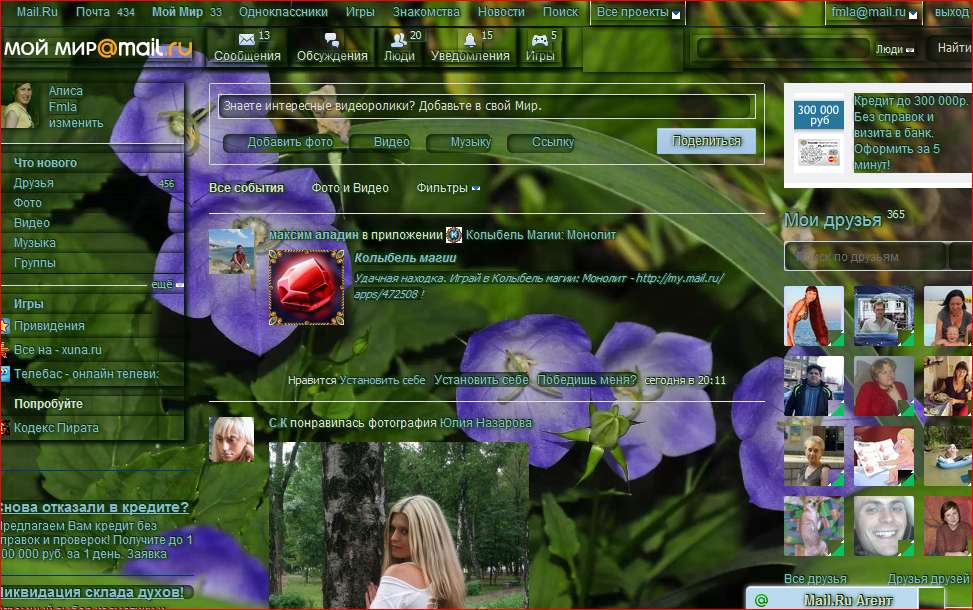 Mail.Ru Почта 434 Мой Мир 33 Одноклассники Игры Знакомства Новости Поиск Все проекты fmla@mail.ru выход
МОЙ МИР@mail.ru
13 20 15 5
Сообщения Обсуждения Люди Уведомления Игры Люди Найти
Алиса
Fmla
изменить
Что нового
Друзья 456
Фото
Видео
Музыка
Группы
ещё
Игры
Привидения
Все на - xuna.ru
Телебас - онлайн телеви:
Попробуйте
Кодекс Пирата
Снова отказали в кредите?
Предлагаем Вам кредит без
правок и проверок! Получите до 1
00 000 руб. за 1 день. Заявка
Ликвидация склада духов!
Знаете интересные видеоролики? Добавьте в свой Мир.
Добавить фото Видео Музыку Ссылку Поделиться
Все события Фото и Видео Фильтры
максим аладин в приложении Колыбель Магии: Монолит
Колыбель магии
Удачная находка. Играй в Колыбель магии: Монолит - http://my.mail.ru/
apps/472508 !
Нравится Установить себе Установить себе Победишь меня? сегодня в 20:11
С К понравилась фотография Юлия Назарова
300 000
руб
Кредит до 300 000р.
Без справок и
визита в банк.
Оформить за 5
минут!
Мои друзья 365
Поиск по друзьям
Все друзья Друзья друзей
Mail.Ru Агент